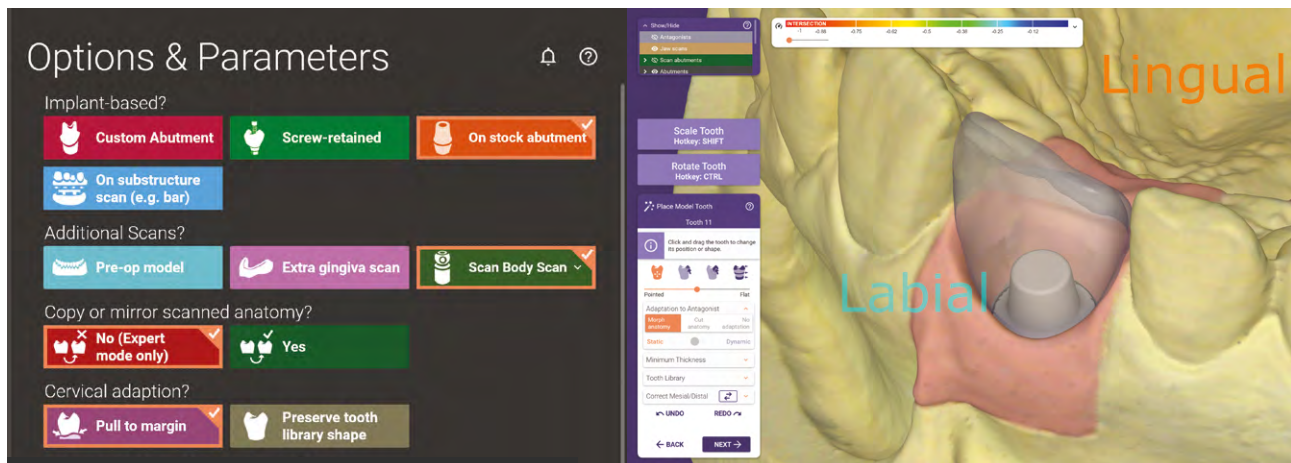 Options & Parameters
Implant-based?
Custom Abutment
Screw-retained
On stock abutment
On substructure
scan (e.g. bar)
Additional Scans?
Pre-op model
Extra gingiva scan
Scan Body Scan
Copy or mirror scanned anatomy?
No (Expert
mode only)
Yes
Cervical adaption?
Pull to margin
Preserve tooth
library shape
Show/Hide
Antagonists
Jaw scans
Scan abutments
Abutments
Scale Tooth
Hotkey: SHIFT
Rotate Tooth
Hotkey: CTRL
Place Model Tooth
Tooth 11
Click and drag the tooth to change
its position or shape.
Pointed Flat
Adaptation to Antagonist
Morph
anatomy
Cut
anatomy
No
adaptation
Static Dynamic
Minimum Thickness
Tooth Library
Correct Mesial/Distal
UNDO REDO
BACK NEXT
INTERSECTION
-1 -0.88 -0.75 -0.62 -0.5 -0.38 -0.25 -0.12
Lingual
Labial